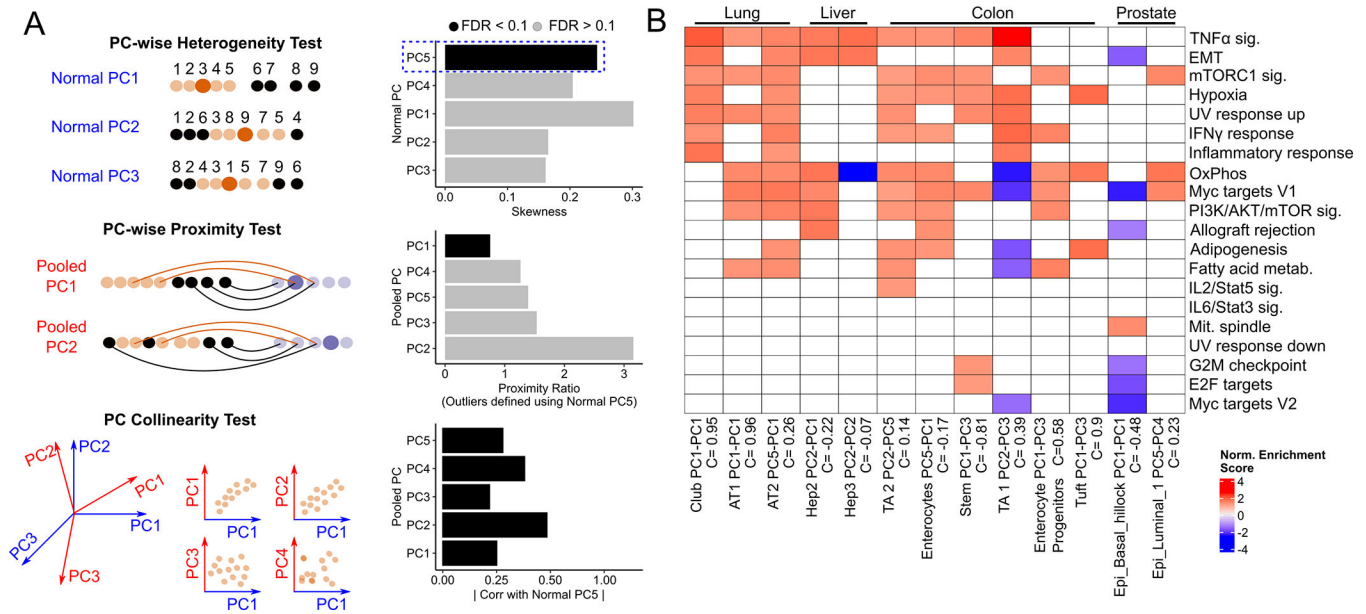 A
PC-wise Heterogeneity Test
Normal PC1
1 2 3 4 5 6 7 8 9
Normal PC2
1 2 6 3 8 9 7 5 4
Normal PC3
8 2 4 3 1 5 7 9 6
PC-wise Proximity Test
Pooled
PC1
Pooled
PC2
PC Collinearity Test
PC2
PC2
PC1
PC1
PC3
PC3
PC1
PC1
PC2
PC1
PC3
PC1
PC4
PC1
FDR < 0.1
FDR > 0.1
Normal PC
PC5
PC4
PC1
PC2
PC3
0.0 0.1 0.2 0.3
Skewness
Pooled PC
PC1
PC4
PC5
PC3
PC2
0 1 2 3
Proximity Ratio
(Outliers defined using Normal PC5)
Pooled PC
PC5
PC4
PC3
PC2
PC1
0.00 0.25 0.50 1.00
| Corr with Normal PC5 |
B
Lung Liver Colon Prostate
TNFα sig.
EMT
mTORC1 sig.
Hypoxia
UV response up
IFNγ response
Inflammatory response
OxPhos
Myc targets V1
PI3K/AKT/mTOR sig.
Allograft rejection
Adipogenesis
Fatty acid metab.
IL2/Stat5 sig.
IL6/Stat3 sig.
Mit. spindle
UV response down
G2M checkpoint
E2F targets
Myc targets V2
Club PC1-PC1
C= 0.95
AT1 PC1-PC1
C= 0.96
AT2 PC5-PC1
C= 0.26
Hep2 PC1-PC2
C= -0.22
Hep3 PC2-PC2
C= -0.07
TA 2 PC2-PC5
C= 0.14
Enterocytes PC5-PC1
C= -0.17
Stem PC1-PC3
C= -0.81
TA 1 PC2-PC3
C= 0.39
Enterocyte PC1-PC3
Progenitors C=0.58
Tuft PC1-PC3
C= 0.9
Epi_Basal_hillock PC1-PC1
C= -0.48
Epi_Luminal_1 PC5-PC4
C= 0.23
Norm. Enrichment
Score
4
2
0
-2
-4